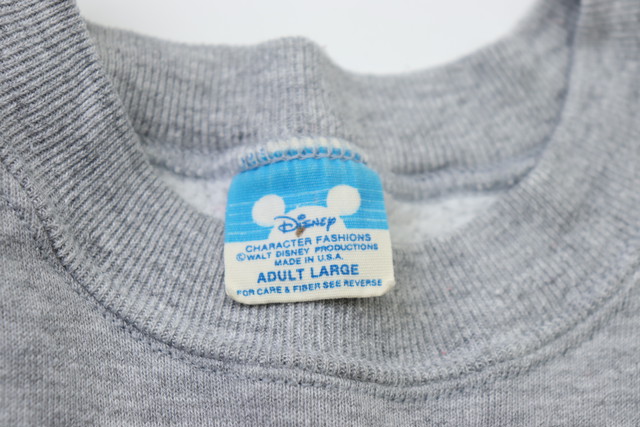 Disney
CHARACTER FASHIONS
©WALT DISNEY PRODUCTIONS
MADE IN U.S.A.
ADULT LARGE
FOR CARE & FIBER SEE REVERSE